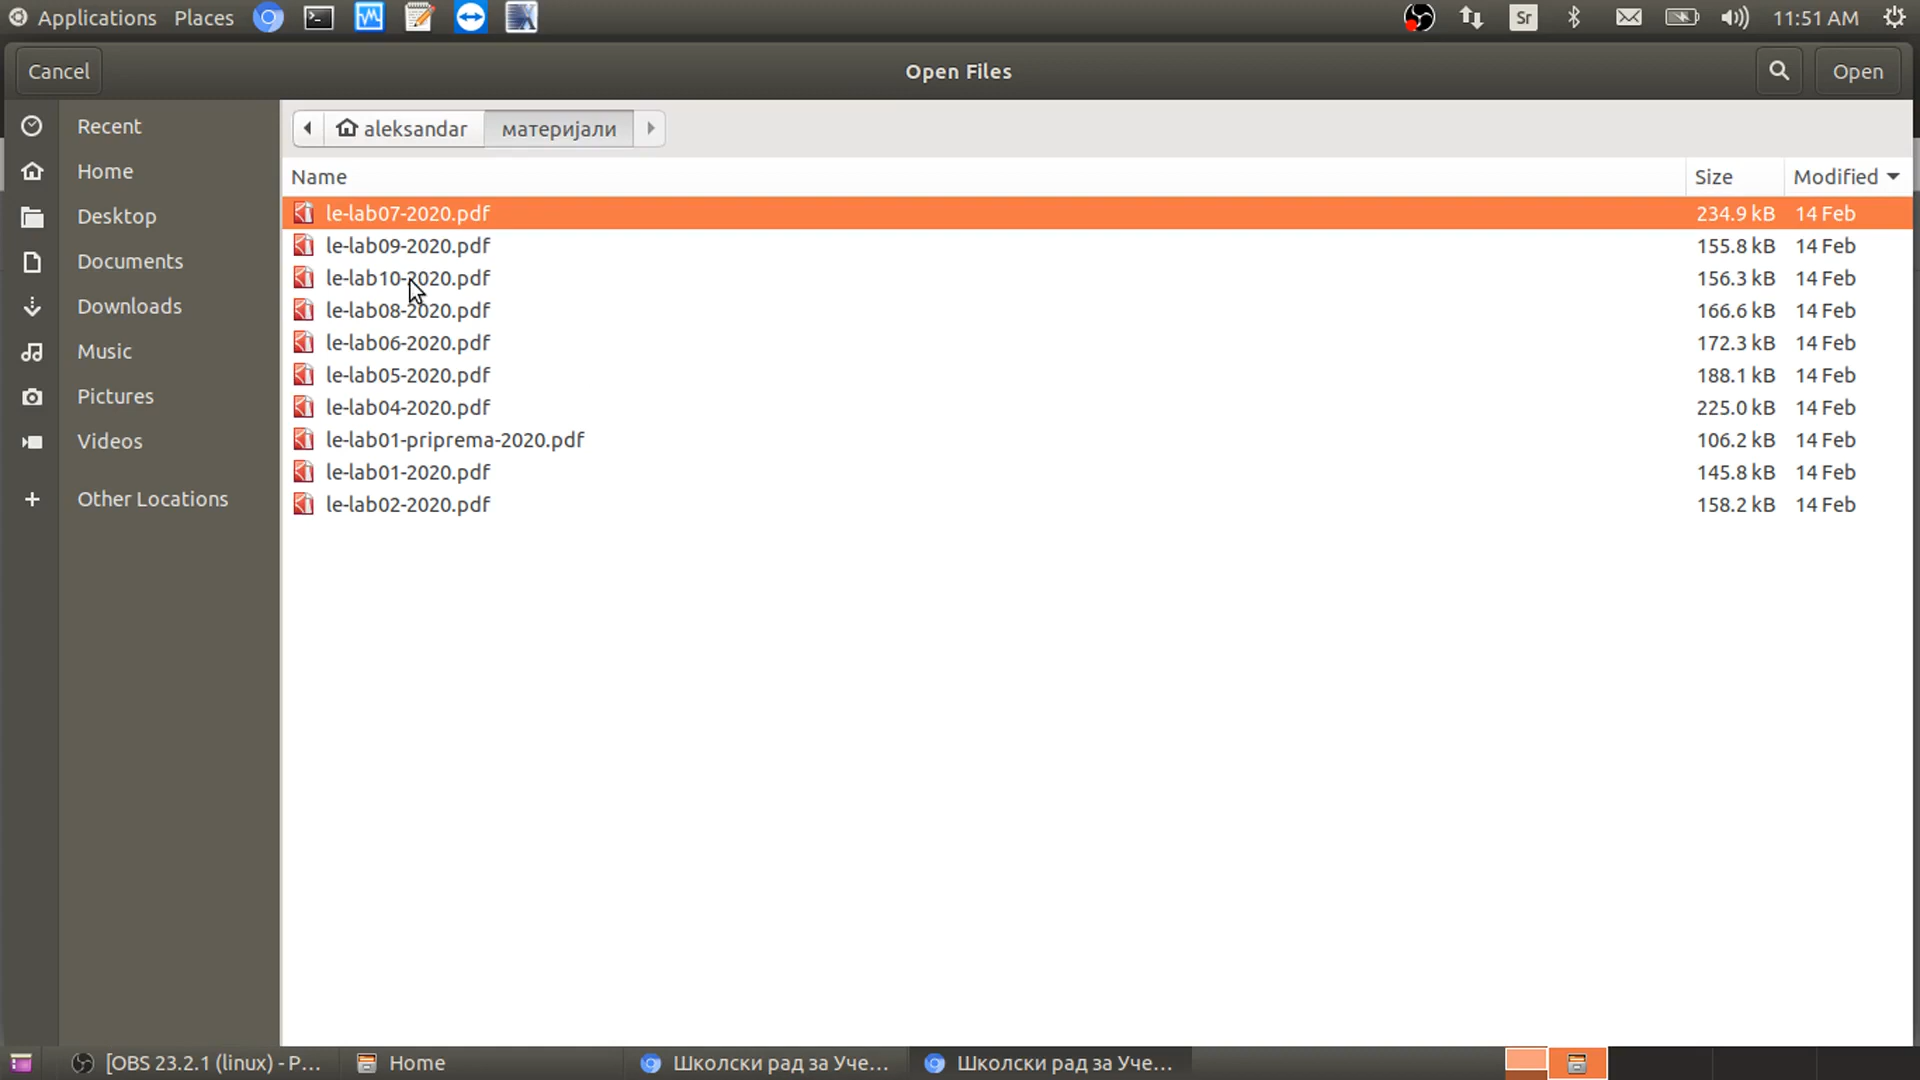 Applications Places Sr 11:51 AM
Cancel Open Files Open
Recent
Home
Desktop
Documents
Downloads
Music
Pictures
Videos
Other Locations
aleksandar материјали
Name Size Modified
le-lab07-2020.pdf 234.9 kB 14 Feb
le-lab09-2020.pdf 155.8 kB 14 Feb
le-lab10-2020.pdf 156.3 kB 14 Feb
le-lab08-2020.pdf 166.6 kB 14 Feb
le-lab06-2020.pdf 172.3 kB 14 Feb
le-lab05-2020.pdf 188.1 kB 14 Feb
le-lab04-2020.pdf 225.0 kB 14 Feb
le-lab01-priprema-2020.pdf 106.2 kB 14 Feb
le-lab01-2020.pdf 145.8 kB 14 Feb
le-lab02-2020.pdf 158.2 kB 14 Feb
[OBS 23.2.1 (linux) - P... Home Школски рад за Уче... Школски рад за Уче...